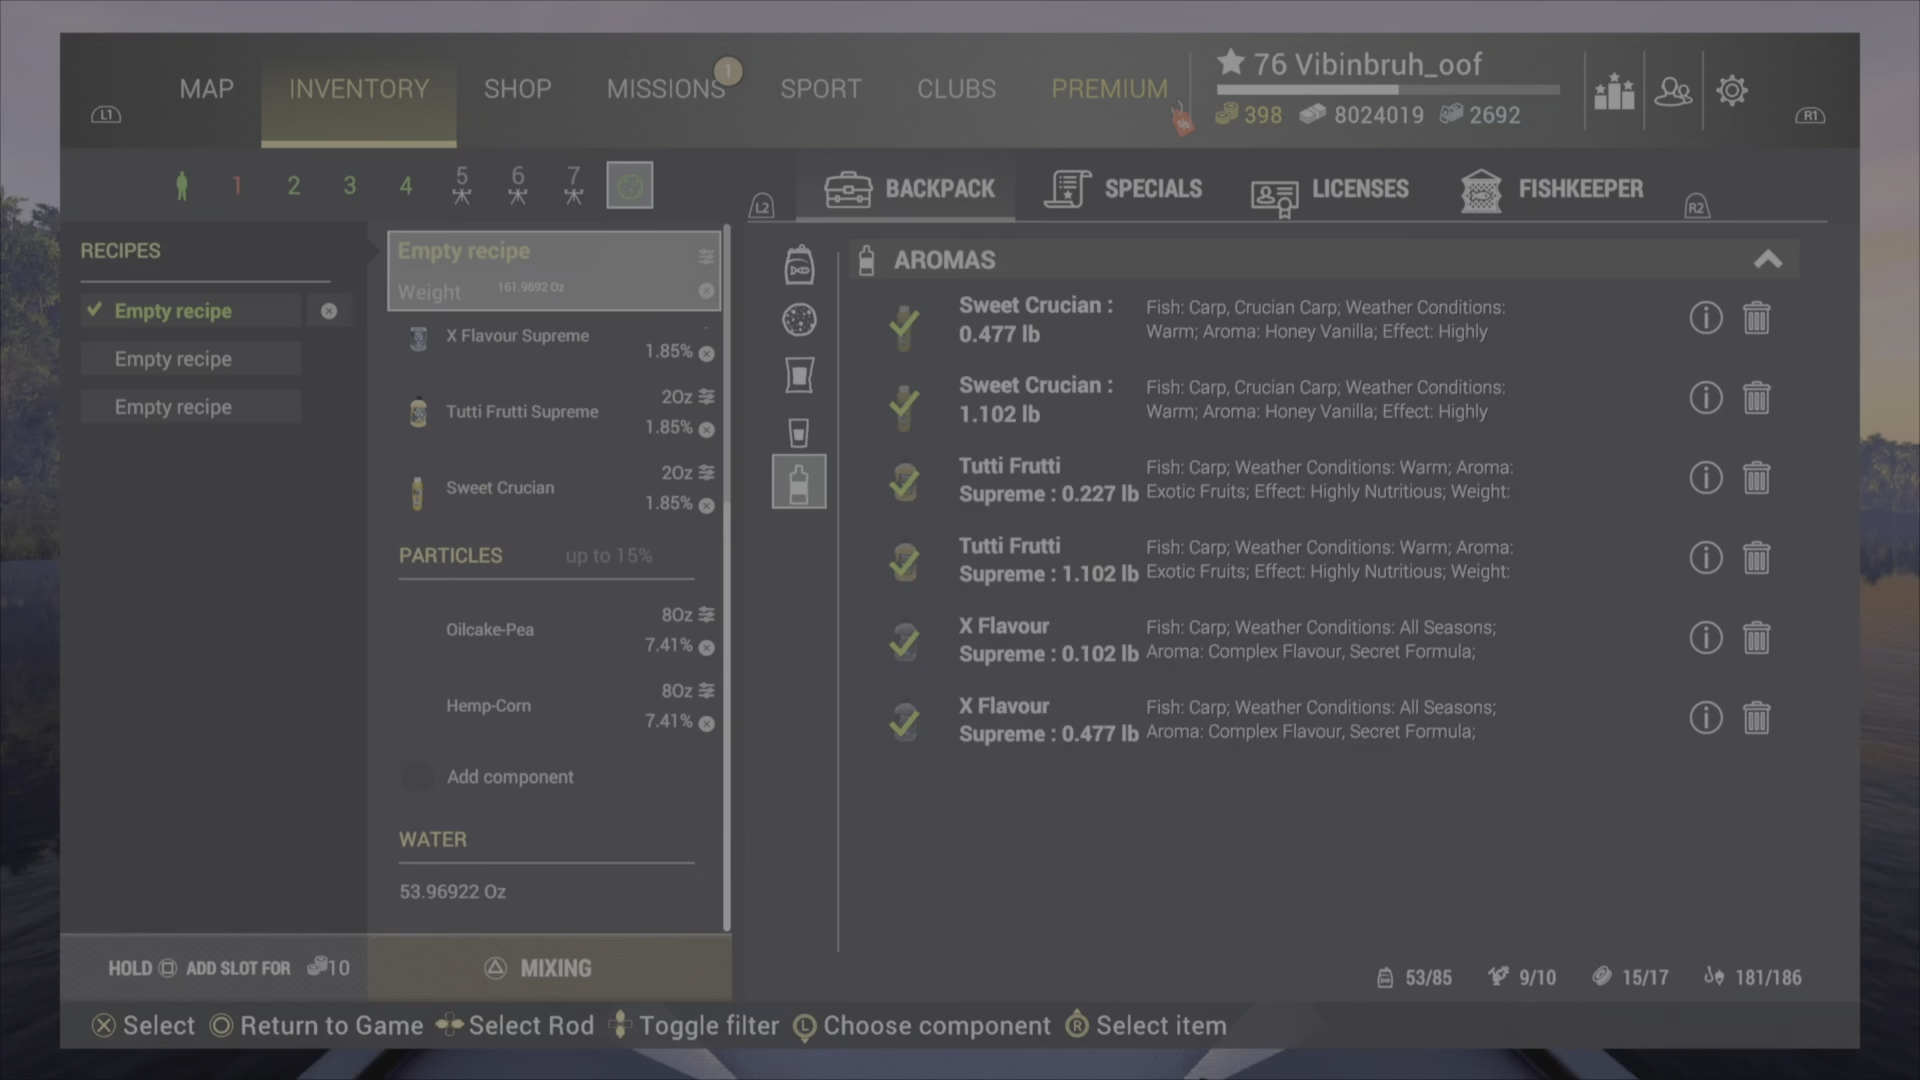 L1
MAP
INVENTORY
SHOP
MISSIONS
1
SPORT
CLUBS
PREMIUM
76 Vibinbruh_oof
398 8024019 2692
R1
1 2 3 4 5 6 7
L2
BACKPACK
SPECIALS
LICENSES
FISHKEEPER
R2
RECIPES
Empty recipe
Empty recipe
Empty recipe
Empty recipe
Weight 161.9692 Oz
X Flavour Supreme
1.85%
Tutti Frutti Supreme
2Oz
1.85%
Sweet Crucian
2Oz
1.85%
PARTICLES up to 15%
Oilcake-Pea
8Oz
7.41%
Hemp-Corn
8Oz
7.41%
Add component
WATER
53.96922 Oz
HOLD ADD SLOT FOR 10
MIXING
AROMAS
Sweet Crucian :
0.477 lb
Fish: Carp, Crucian Carp; Weather Conditions:
Warm; Aroma: Honey Vanilla; Effect: Highly
Sweet Crucian :
1.102 lb
Fish: Carp, Crucian Carp; Weather Conditions:
Warm; Aroma: Honey Vanilla; Effect: Highly
Tutti Frutti
Supreme : 0.227 lb
Fish: Carp; Weather Conditions: Warm; Aroma:
Exotic Fruits; Effect: Highly Nutritious; Weight:
Tutti Frutti
Supreme : 1.102 lb
Fish: Carp; Weather Conditions: Warm; Aroma:
Exotic Fruits; Effect: Highly Nutritious; Weight:
X Flavour
Supreme : 0.102 lb
Fish: Carp; Weather Conditions: All Seasons;
Aroma: Complex Flavour, Secret Formula;
X Flavour
Supreme : 0.477 lb
Fish: Carp; Weather Conditions: All Seasons;
Aroma: Complex Flavour, Secret Formula;
53/85 9/10 15/17 181/186
Select Return to Game Select Rod Toggle filter L Choose component R Select item